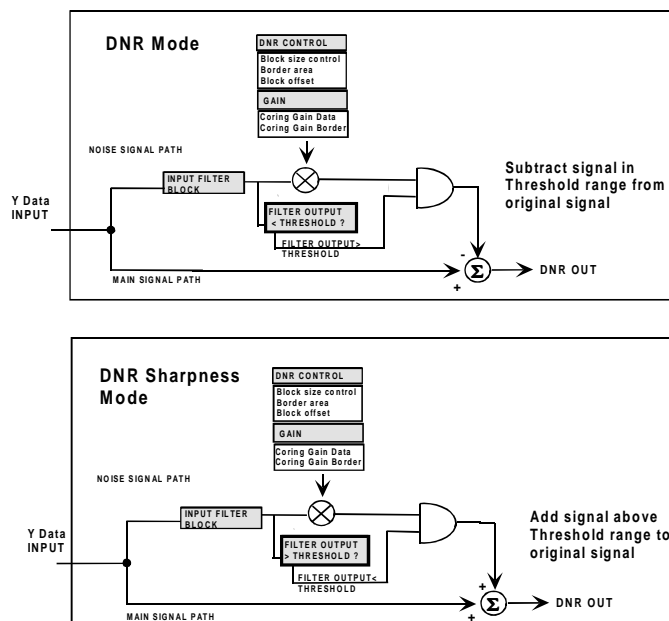 DNR Mode
DNR CONTROL
Block size control
Border area
Block offset
GAIN
Coring Gain Data
Coring Gain Border
NOISE SIGNAL PATH
Y Data
INPUT
INPUT FILTER
BLOCK
FILTER OUTPUT
< THRESHOLD ?
FILTER OUTPUT>
THRESHOLD
MAIN SIGNAL PATH
Subtract signal in
Threshold range from
original signal
-
Σ
+
DNR OUT
DNR Sharpness
Mode
DNR CONTROL
Block size control
Border area
Block offset
GAIN
Coring Gain Data
Coring Gain Border
NOISE SIGNAL PATH
Y Data
INPUT
INPUT FILTER
BLOCK
FILTER OUTPUT
> THRESHOLD ?
FILTER OUTPUT<
THRESHOLD
MAIN SIGNAL PATH
Add signal above
Threshold range to
original signal
+
Σ
+
DNR OUT